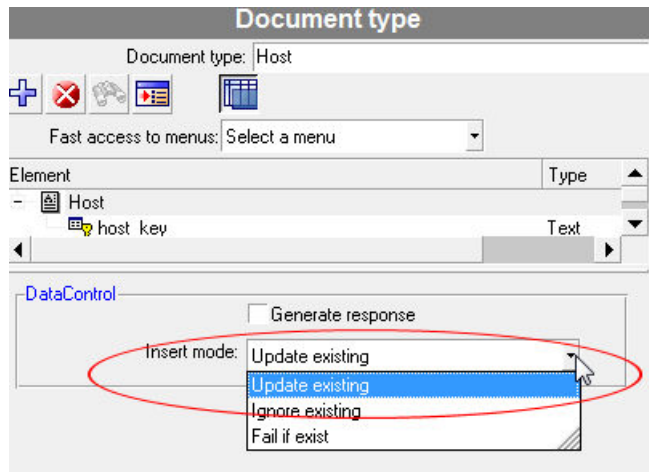 Document type
Document type: Host
Fast access to menus: Select a menu
Element Type
Host
host_key Text
DataControl
Generate response
Insert mode: Update existing
Update existing
Ignore existing
Fail if exist